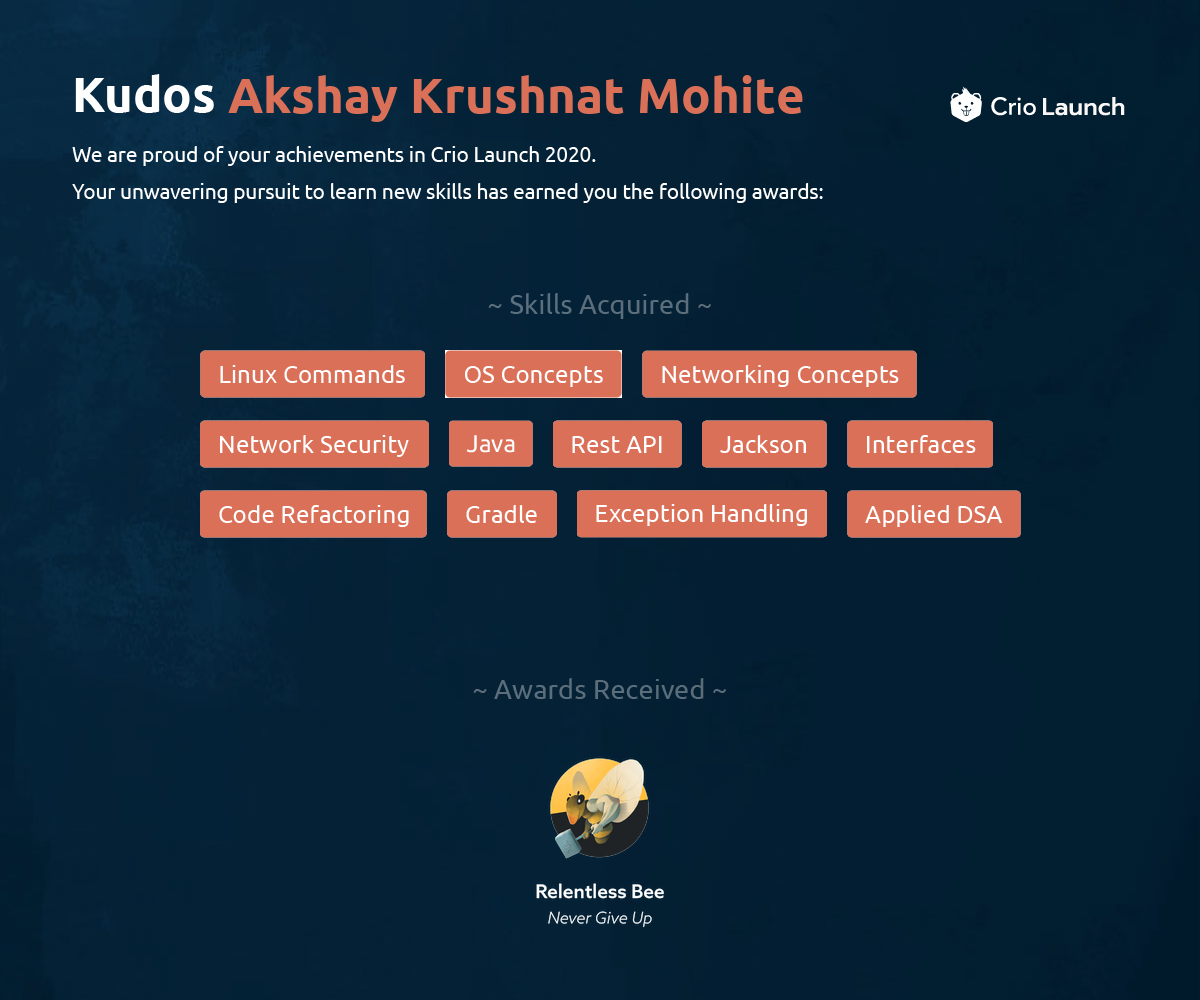 Kudos Akshay Krushnat Mohite
Crio Launch
We are proud of your achievements in Crio Launch 2020.
Your unwavering pursuit to learn new skills has earned you the following awards:
~ Skills Acquired ~
Linux Commands OS Concepts Networking Concepts
Network Security Java Rest API Jackson Interfaces
Code Refactoring Gradle Exception Handling Applied DSA
~ Awards Received ~
Relentless Bee
Never Give Up